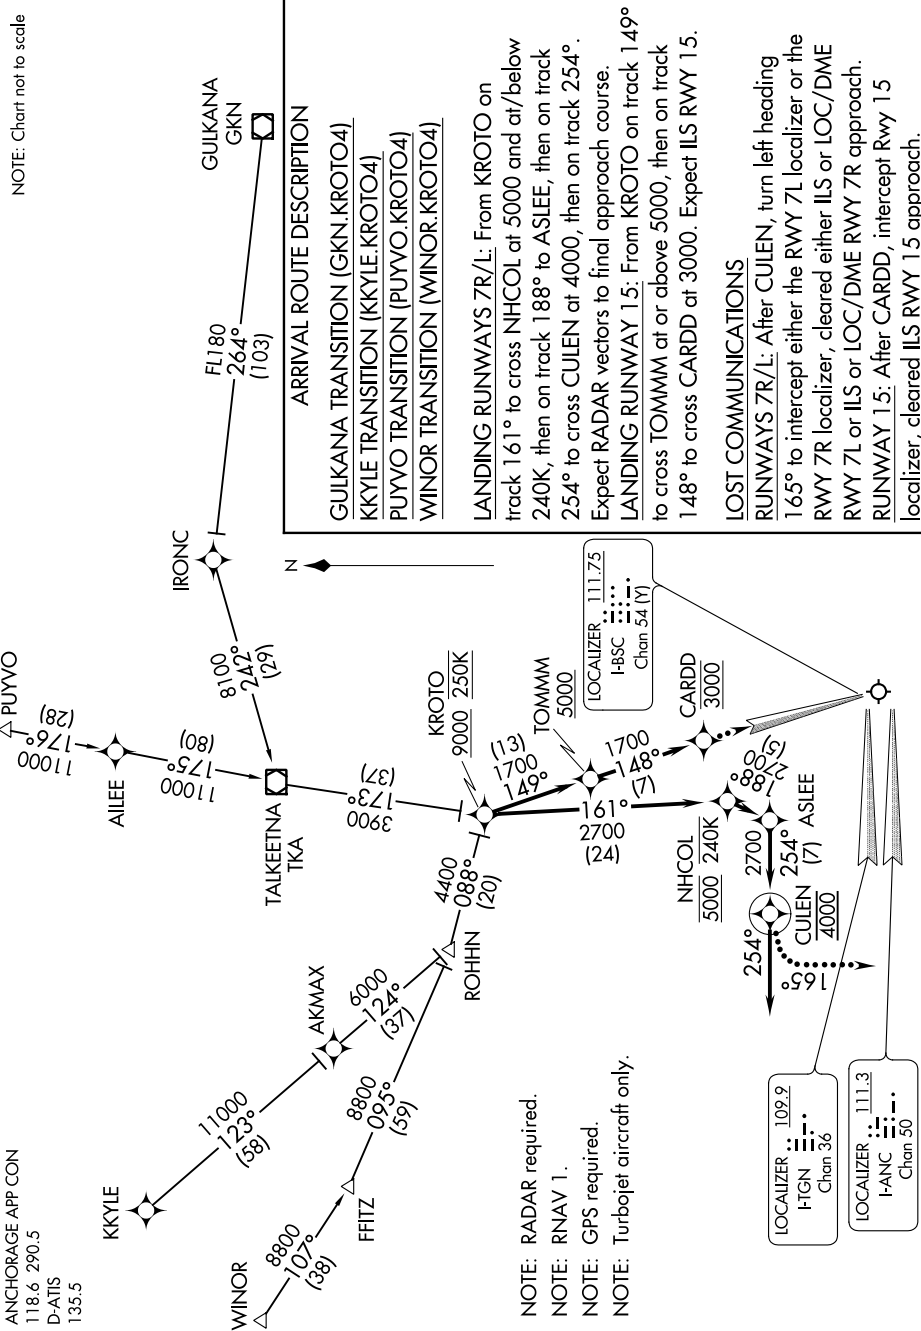 ANCHORAGE APP CON
118.6 290.5
D-ATIS
135.5
NOTE: Chart not to scale
GULKANA
GKN
FL180
264°
(103)
IRONC
8100
242°
(29)
PUYVO
11000
176°
(28)
AILEE
11000
175°
(80)
TALKEETNA
TKA
3900
173°
(37)
KKYLE
11000
123°
(58)
AKMAX
6000
124°
(37)
WINOR
8800
107°
(38)
FFITZ
8800
095°
(59)
ROHHN
4400
088°
(20)
KROTO
9000 250K
N
(13)
1700
149°
TOMMM
5000
1700
148°
(7)
CARDD
3000
161°
2700
(24)
NHCOL
5000 240K
188°
2700
(5)
ASLEE
2700
254°
(7)
CULEN
4000
254°
165°
LOCALIZER 111.75
I-BSC
Chan 54 (Y)
LOCALIZER 109.9
I-TGN
Chan 36
LOCALIZER 111.3
I-ANC
Chan 50
NOTE: RADAR required.
NOTE: RNAV 1.
NOTE: GPS required.
NOTE: Turbojet aircraft only.
ARRIVAL ROUTE DESCRIPTION
GULKANA TRANSITION (GKN.KROTO4)
KKYLE TRANSITION (KKYLE.KROTO4)
PUYVO TRANSITION (PUYVO.KROTO4)
WINOR TRANSITION (WINOR.KROTO4)
LANDING RUNWAYS 7R/L: From KROTO on
track 161° to cross NHCOL at 5000 and at/below
240K, then on track 188° to ASLEE, then on track
254° to cross CULEN at 4000, then on track 254°.
Expect RADAR vectors to final approach course.
LANDING RUNWAY 15: From KROTO on track 149°
to cross TOMMM at or above 5000, then on track
148° to cross CARDD at 3000. Expect ILS RWY 15.
LOST COMMUNICATIONS
RUNWAYS 7R/L: After CULEN, turn left heading
165° to intercept either the RWY 7L localizer or the
RWY 7R localizer, cleared either ILS or LOC/DME
RWY 7L or ILS or LOC/DME RWY 7R approach.
RUNWAY 15: After CARDD, intercept Rwy 15
localizer, cleared ILS RWY 15 approach.